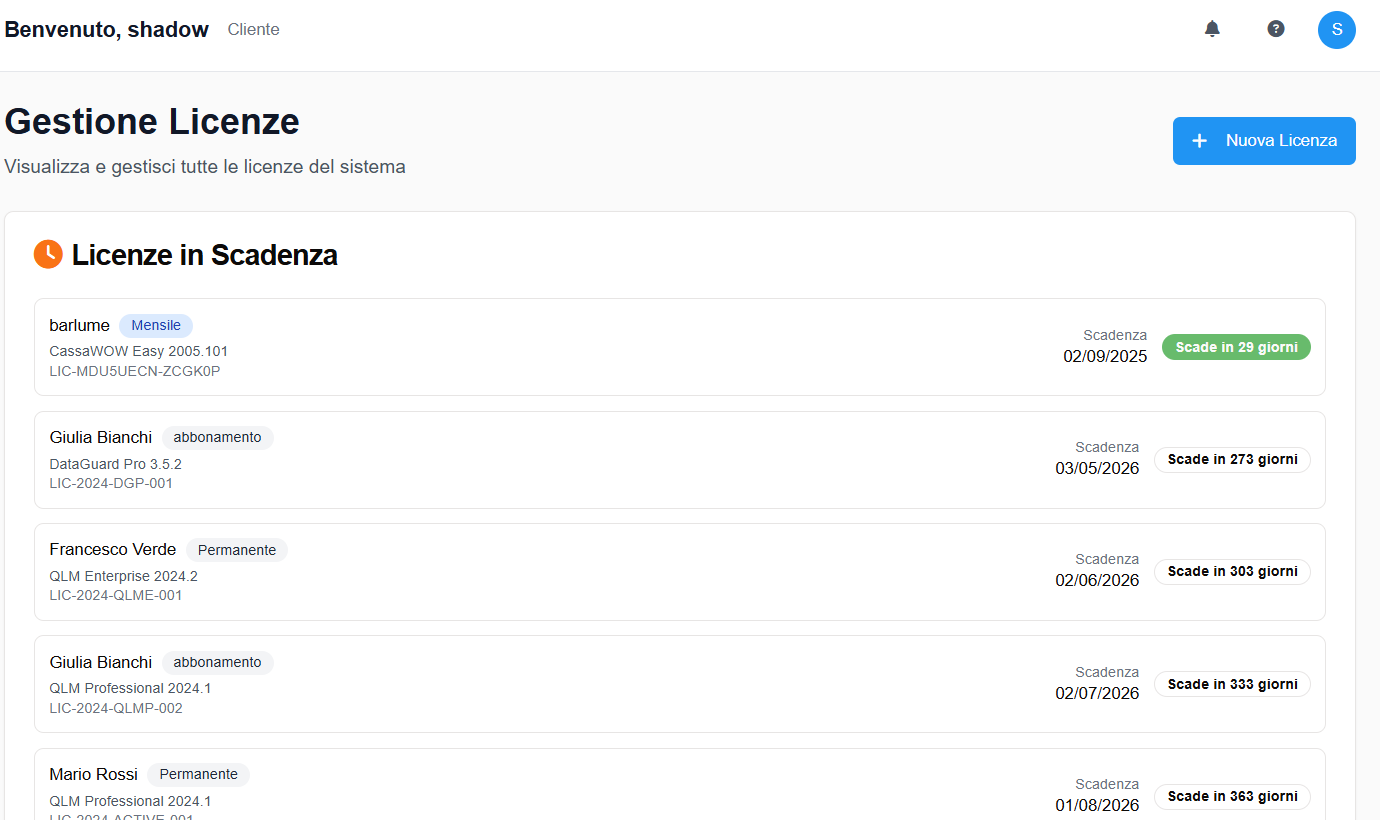 Benvenuto, shadow Cliente
? S
Gestione Licenze
Visualizza e gestisci tutte le licenze del sistema
+ Nuova Licenza
Licenze in Scadenza
barlume Mensile
CassaWOW Easy 2005.101
LIC-MDU5UECN-ZCGK0P
Scadenza
02/09/2025
Scade in 29 giorni
Giulia Bianchi abbonamento
DataGuard Pro 3.5.2
LIC-2024-DGP-001
Scadenza
03/05/2026
Scade in 273 giorni
Francesco Verde Permanente
QLM Enterprise 2024.2
LIC-2024-QLME-001
Scadenza
02/06/2026
Scade in 303 giorni
Giulia Bianchi abbonamento
QLM Professional 2024.1
LIC-2024-QLMP-002
Scadenza
02/07/2026
Scade in 333 giorni
Mario Rossi Permanente
QLM Professional 2024.1
LIC-2024-ACTIVE-001
Scadenza
01/08/2026
Scade in 363 giorni